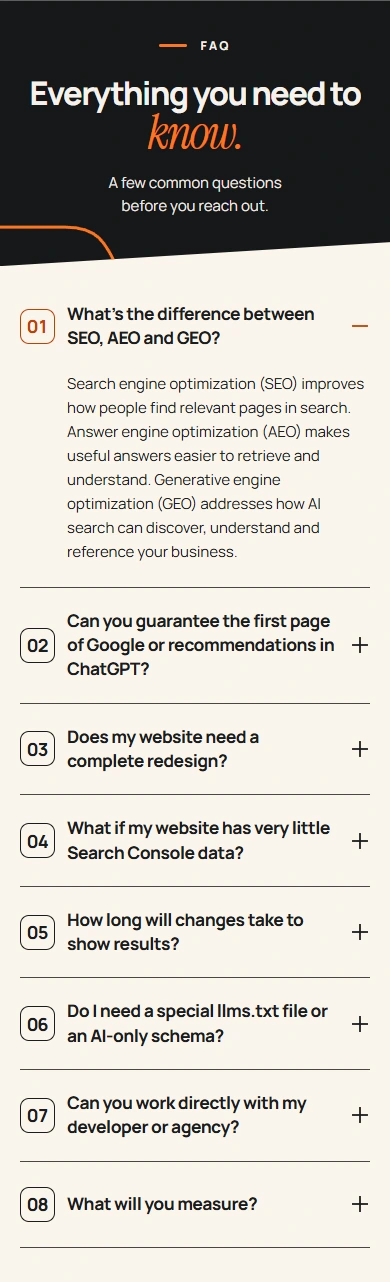 FAQ
Everything you need to
know.
A few common questions
before you reach out.
01
What's the difference between
SEO, AEO and GEO?
Search engine optimization (SEO) improves
how people find relevant pages in search.
Answer engine optimization (AEO) makes
useful answers easier to retrieve and
understand. Generative engine
optimization (GEO) addresses how AI
search can discover, understand and
reference your business.
02
Can you guarantee the first page
of Google or recommendations in
ChatGPT?
03
Does my website need a
complete redesign?
04
What if my website has very little
Search Console data?
05
How long will changes take to
show results?
06
Do I need a special llms.txt file or
an AI-only schema?
07
Can you work directly with my
developer or agency?
08
What will you measure?